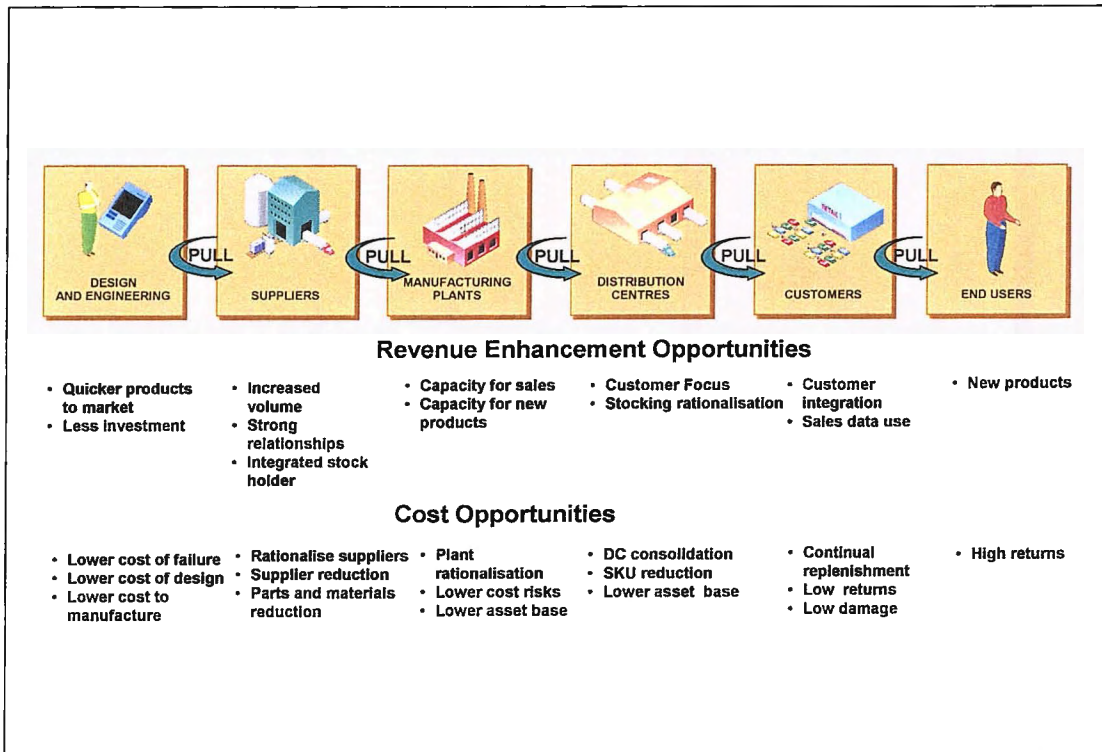 DESIGN
AND ENGINEERING
PULL
SUPPLIERS
PULL
MANUFACTURING
PLANTS
PULL
DISTRIBUTION
CENTRES
PULL
RETAIL
CUSTOMERS
PULL
END USERS
Revenue Enhancement Opportunities
• Quicker products
to market
• Less investment
• Increased
volume
• Strong
relationships
• Integrated stock
holder
• Capacity for sales
• Capacity for new
products
• Customer Focus
• Stocking rationalisation
• Customer
integration
• Sales data use
• New products
Cost Opportunities
• Lower cost of failure
• Lower cost of design
• Lower cost to
manufacture
• Rationalise suppliers
• Supplier reduction
• Parts and materials
reduction
• Plant
rationalisation
• Lower cost risks
• Lower asset base
• DC consolidation
• SKU reduction
• Lower asset base
• Continual
replenishment
• Low returns
• Low damage
• High returns